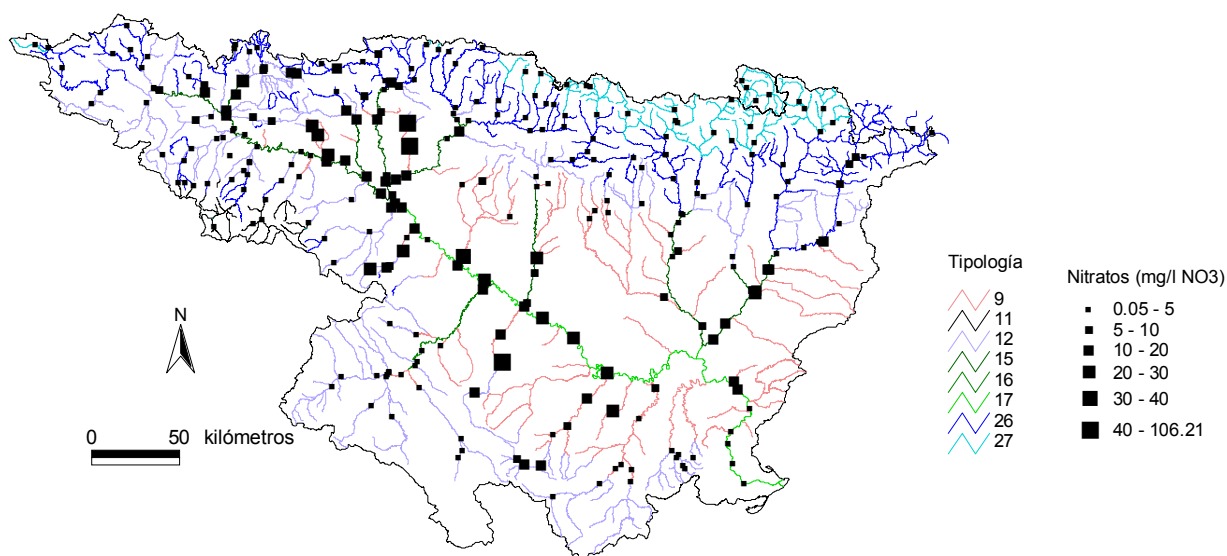 N
0 50 kilómetros
Tipología
9
11
12
15
16
17
26
27
Nitratos (mg/l NO3)
0.05 - 5
5 - 10
10 - 20
20 - 30
30 - 40
40 - 106.21